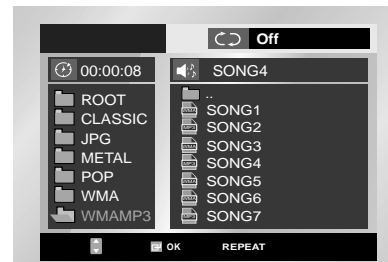 Off
00:00:08
SONG4
ROOT
CLASSIC
JPG
METAL
POP
WMA
WMAMP3
..
SONG1
SONG2
SONG3
SONG4
SONG5
SONG6
SONG7
OK REPEAT